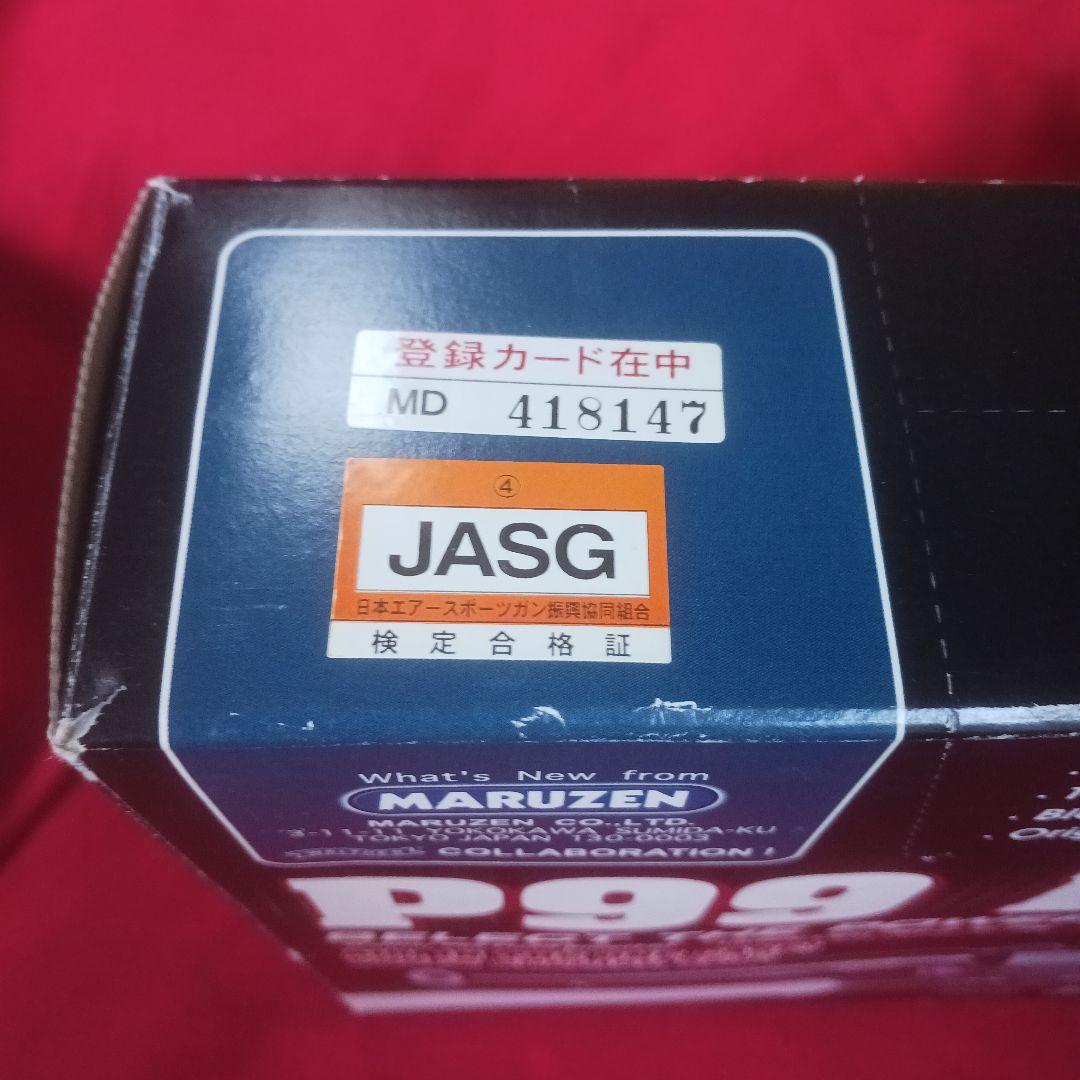 登録カード在中
MD 418147
④
JASG
日本エアースポーツガン振興協同組合
検定合格証
What's New from
MARUZEN
MARUZEN CO.,LTD.
3-11-11 YOKOKAWA SUMIDA-KU
TOKYO JAPAN 130-0003
COLLABORATION!
P99